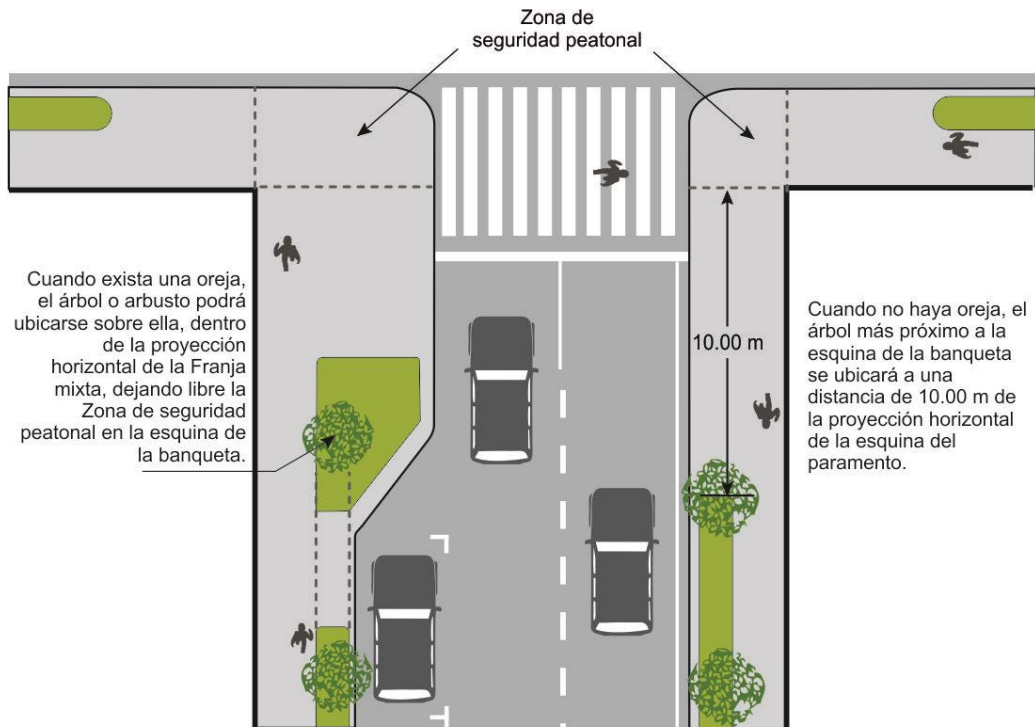 Zona de
seguridad peatonal
Cuando exista una oreja,
el árbol o arbusto podrá
ubicarse sobre ella, dentro
de la proyección
horizontal de la Franja
mixta, dejando libre la
Zona de seguridad
peatonal en la esquina de
la banqueta.
10.00 m
Cuando no haya oreja, el
árbol más próximo a la
esquina de la banqueta
se ubicará a una
distancia de 10.00 m de
la proyección horizontal
de la esquina del
paramento.